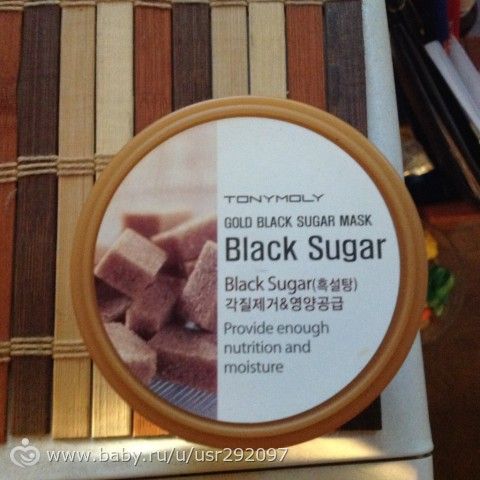 TONYMOLY
GOLD BLACK SUGAR MASK
Black Sugar
Black Sugar(흑설탕)
각질제거&영양공급
Provide enough
nutrition and
moisture
www.baby.ru/u/usr292097